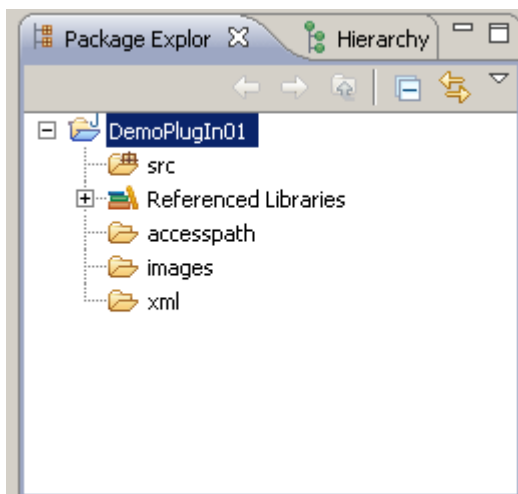 Package Explor Hierarchy
DemoPlugIn01
src
Referenced Libraries
accesspath
images
xml